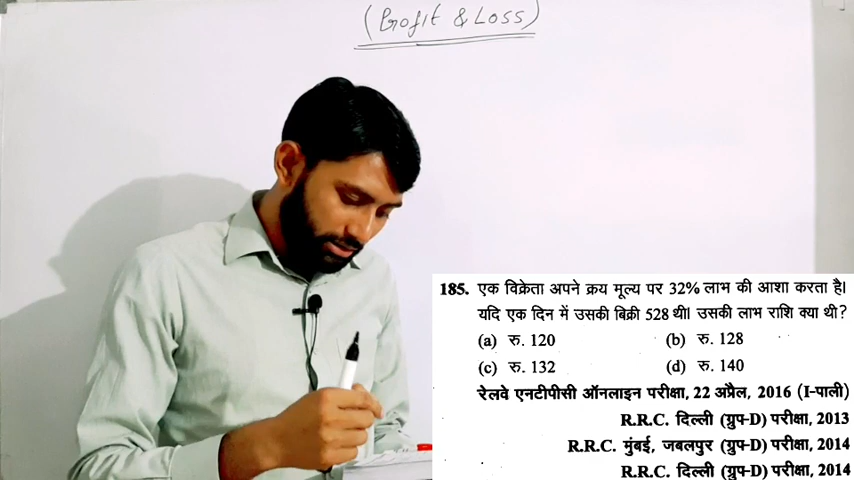 (Profit & Loss)
185. एक विक्रेता अपने क्रय मूल्य पर 32% लाभ की आशा करता है।
यदि एक दिन में उसकी बिक्री 528 थी। उसकी लाभ राशि क्या थी?
(a) रु. 120 (b) रु. 128
(c) रु. 132 (d) रु. 140
रेलवे एनटीपीसी ऑनलाइन परीक्षा, 22 अप्रैल, 2016 (I-पाली)
R.R.C. दिल्ली (ग्रुप-D) परीक्षा, 2013
R.R.C. मुंबई, जबलपुर (ग्रुप-D) परीक्षा, 2014
R.R.C. दिल्ली (ग्रुप-D) परीक्षा, 2014